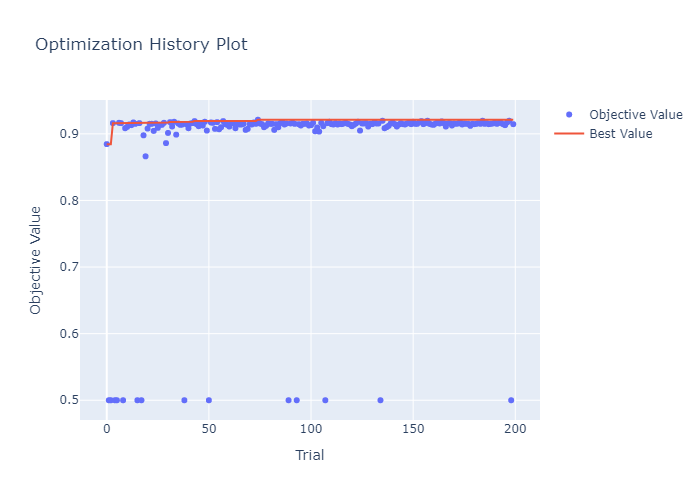 Optimization History Plot
Objective Value
Best Value
0.9
0.8
0.7
0.6
0.5
Objective Value
0
50
100
150
200
Trial